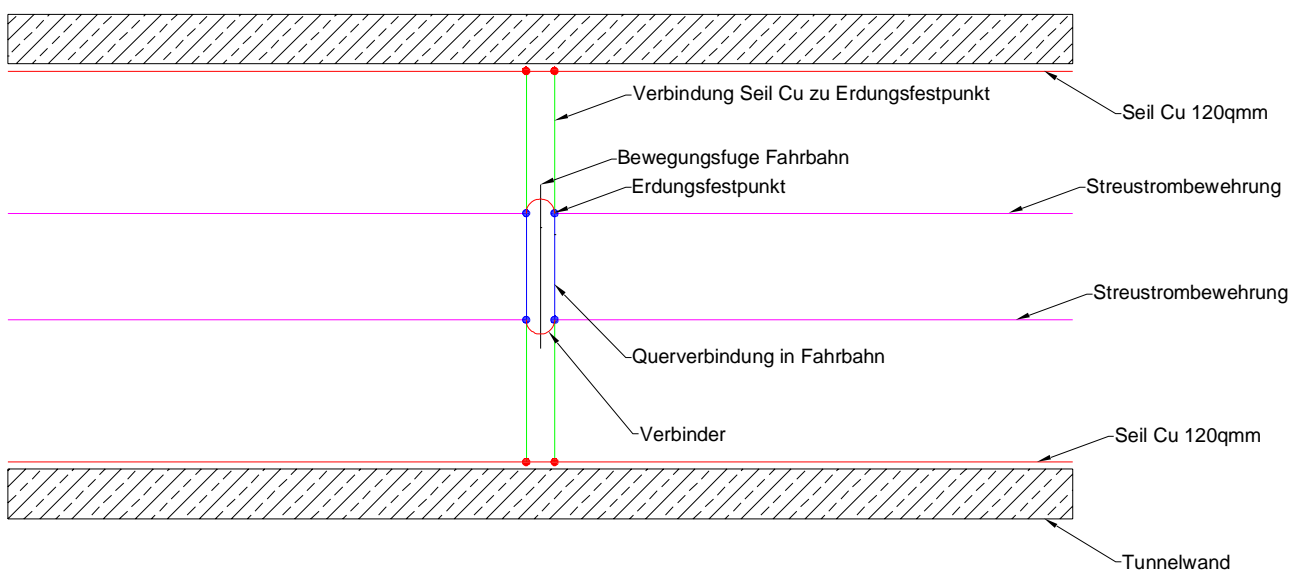 Verbindung Seil Cu zu Erdungsfestpunkt
Seil Cu 120qmm
Bewegungsfuge Fahrbahn
Erdungsfestpunkt
Streustrombewehrung
Streustrombewehrung
Querverbindung in Fahrbahn
Verbinder
Seil Cu 120qmm
Tunnelwand